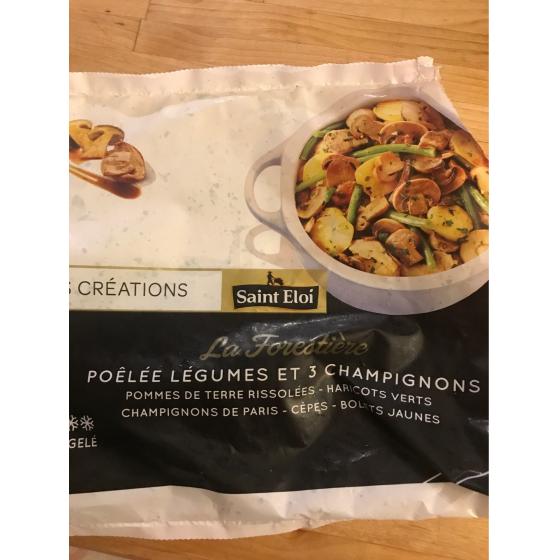 CRÉATIONS
Saint Eloi
La Forestière
POÊLÉE LÉGUMES ET 3 CHAMPIGNONS
POMMES DE TERRE RISSOLÉES - HARICOTS VERTS
CHAMPIGNONS DE PARIS - CÈPES - BOLETS JAUNES
GELÉ